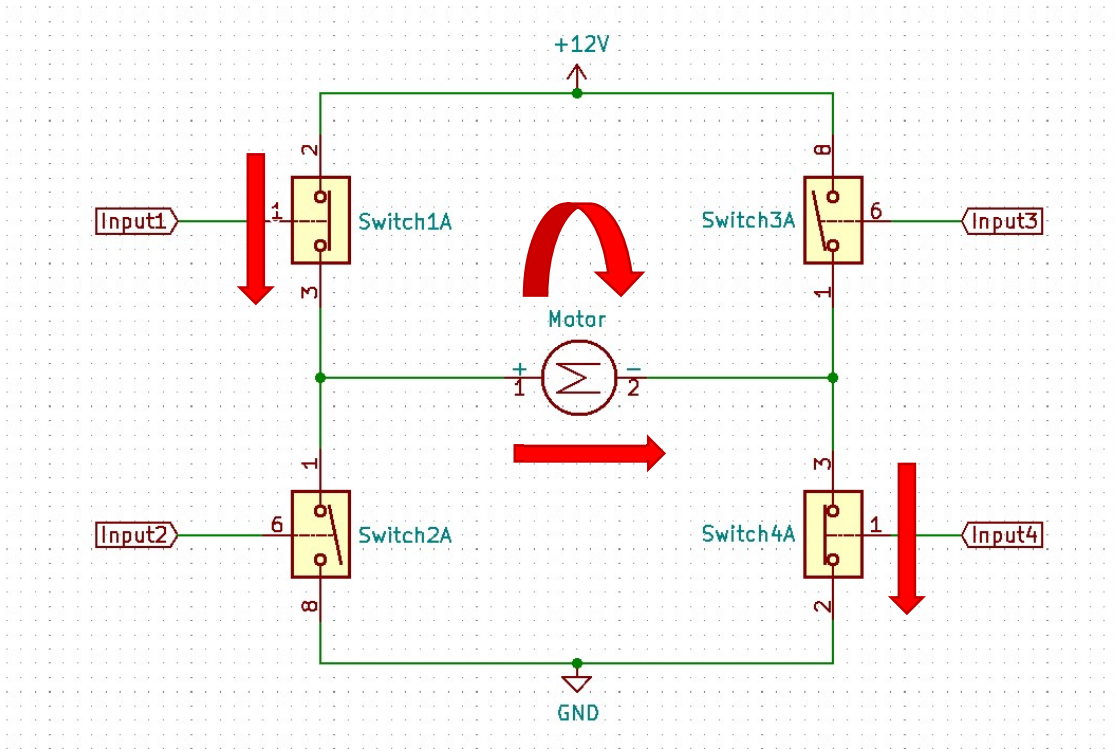 +12V
2
8
Input1
1
Switch1A
Switch3A
6
Input3
3
1
Motor
+
-
1
2
1
3
Input2
6
Switch2A
Switch4A
1
Input4
8
2
GND